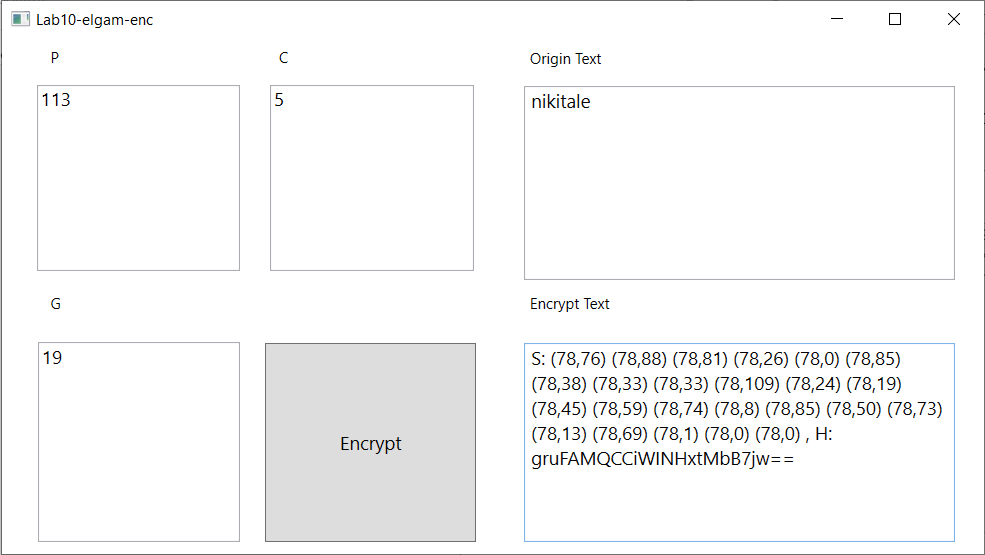 Lab10-elgam-enc
P
C
Origin Text
113
5
nikitale
G
Encrypt Text
19
Encrypt
S: (78,76) (78,88) (78,81) (78,26) (78,0) (78,85)
(78,38) (78,33) (78,33) (78,109) (78,24) (78,19)
(78,45) (78,59) (78,74) (78,8) (78,85) (78,50) (78,73)
(78,13) (78,69) (78,1) (78,0) (78,0) , H:
gruFAMQCCiWINHxtMbB7jw==